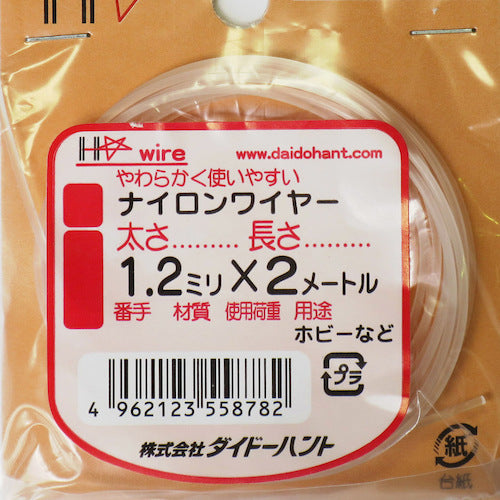 wire www.daidohant.com
やわらかく使いやすい
ナイロンワイヤー
太さ......... 長さ.........
1.2ミリ×2メートル
番手 材質 使用荷重 用途
ホビーなど
プラ
4 962123 558782
株式会社 ダイドーハント
紙
台紙